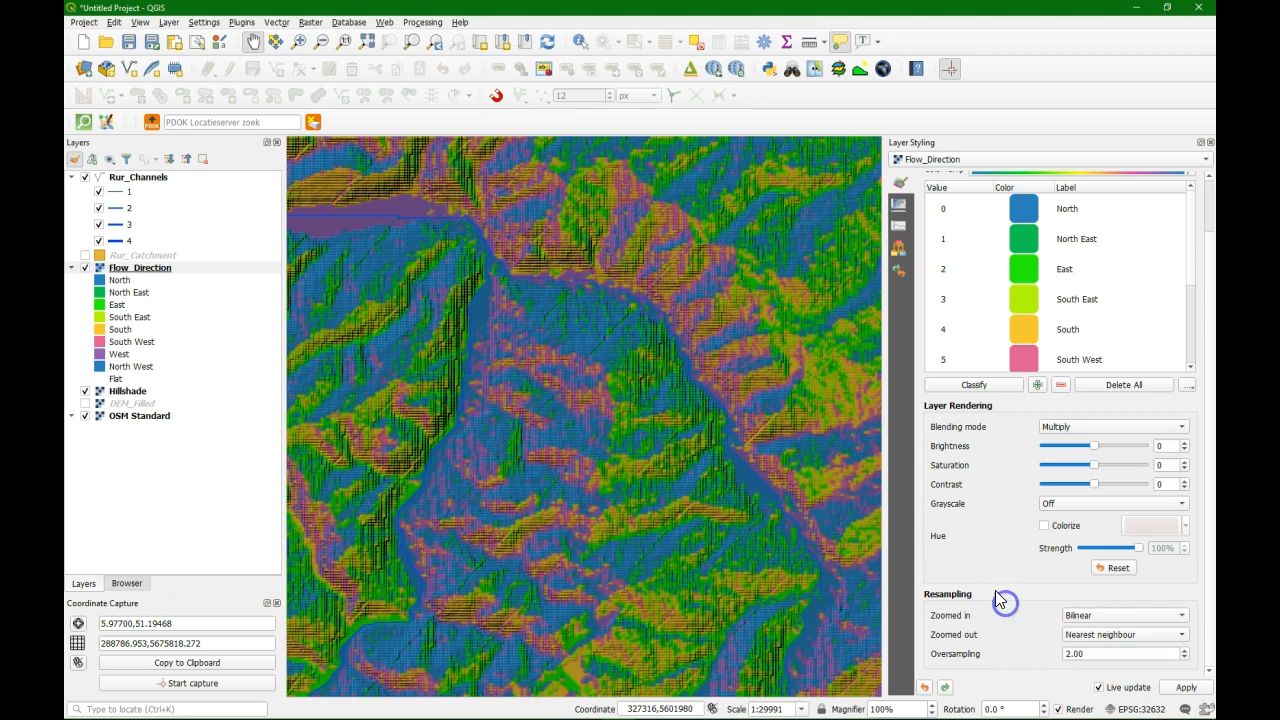 *Untitled Project - QGIS
Project Edit View Layer Settings Plugins Vector Raster Database Web Processing Help
12 px
PDOK PDOK Locatieserver zoek
Layers
Rur_Channels
1
2
3
4
Rur_Catchment
Flow_Direction
North
North East
East
South East
South
South West
West
North West
Flat
Hillshade
DEM_Filled
OSM Standard
Layers Browser
Coordinate Capture
5.97700,51.19468
288786.953,5675818.272
Copy to Clipboard
Start capture
Layer Styling
Flow_Direction
Value Color Label
0 North
1 North East
2 East
3 South East
4 South
5 South West
Classify Delete All ...
Layer Rendering
Blending mode Multiply
Brightness 0
Saturation 0
Contrast 0
Grayscale Off
Hue Colorize
Strength 100%
Reset
Resampling
Zoomed in Bilinear
Zoomed out Nearest neighbour
Oversampling 2.00
Live update Apply
Type to locate (Ctrl+K) Coordinate 327316,5601980 Scale 1:29991 Magnifier 100% Rotation 0.0 ° Render EPSG:32632